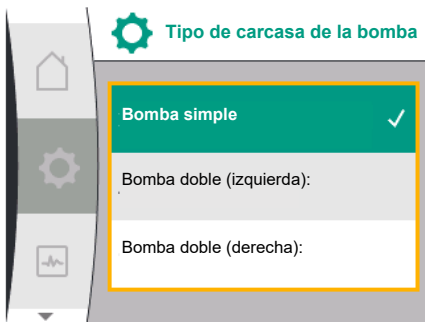 Tipo de carcasa de la bomba
Bomba simple
Bomba doble (izquierda):
Bomba doble (derecha):